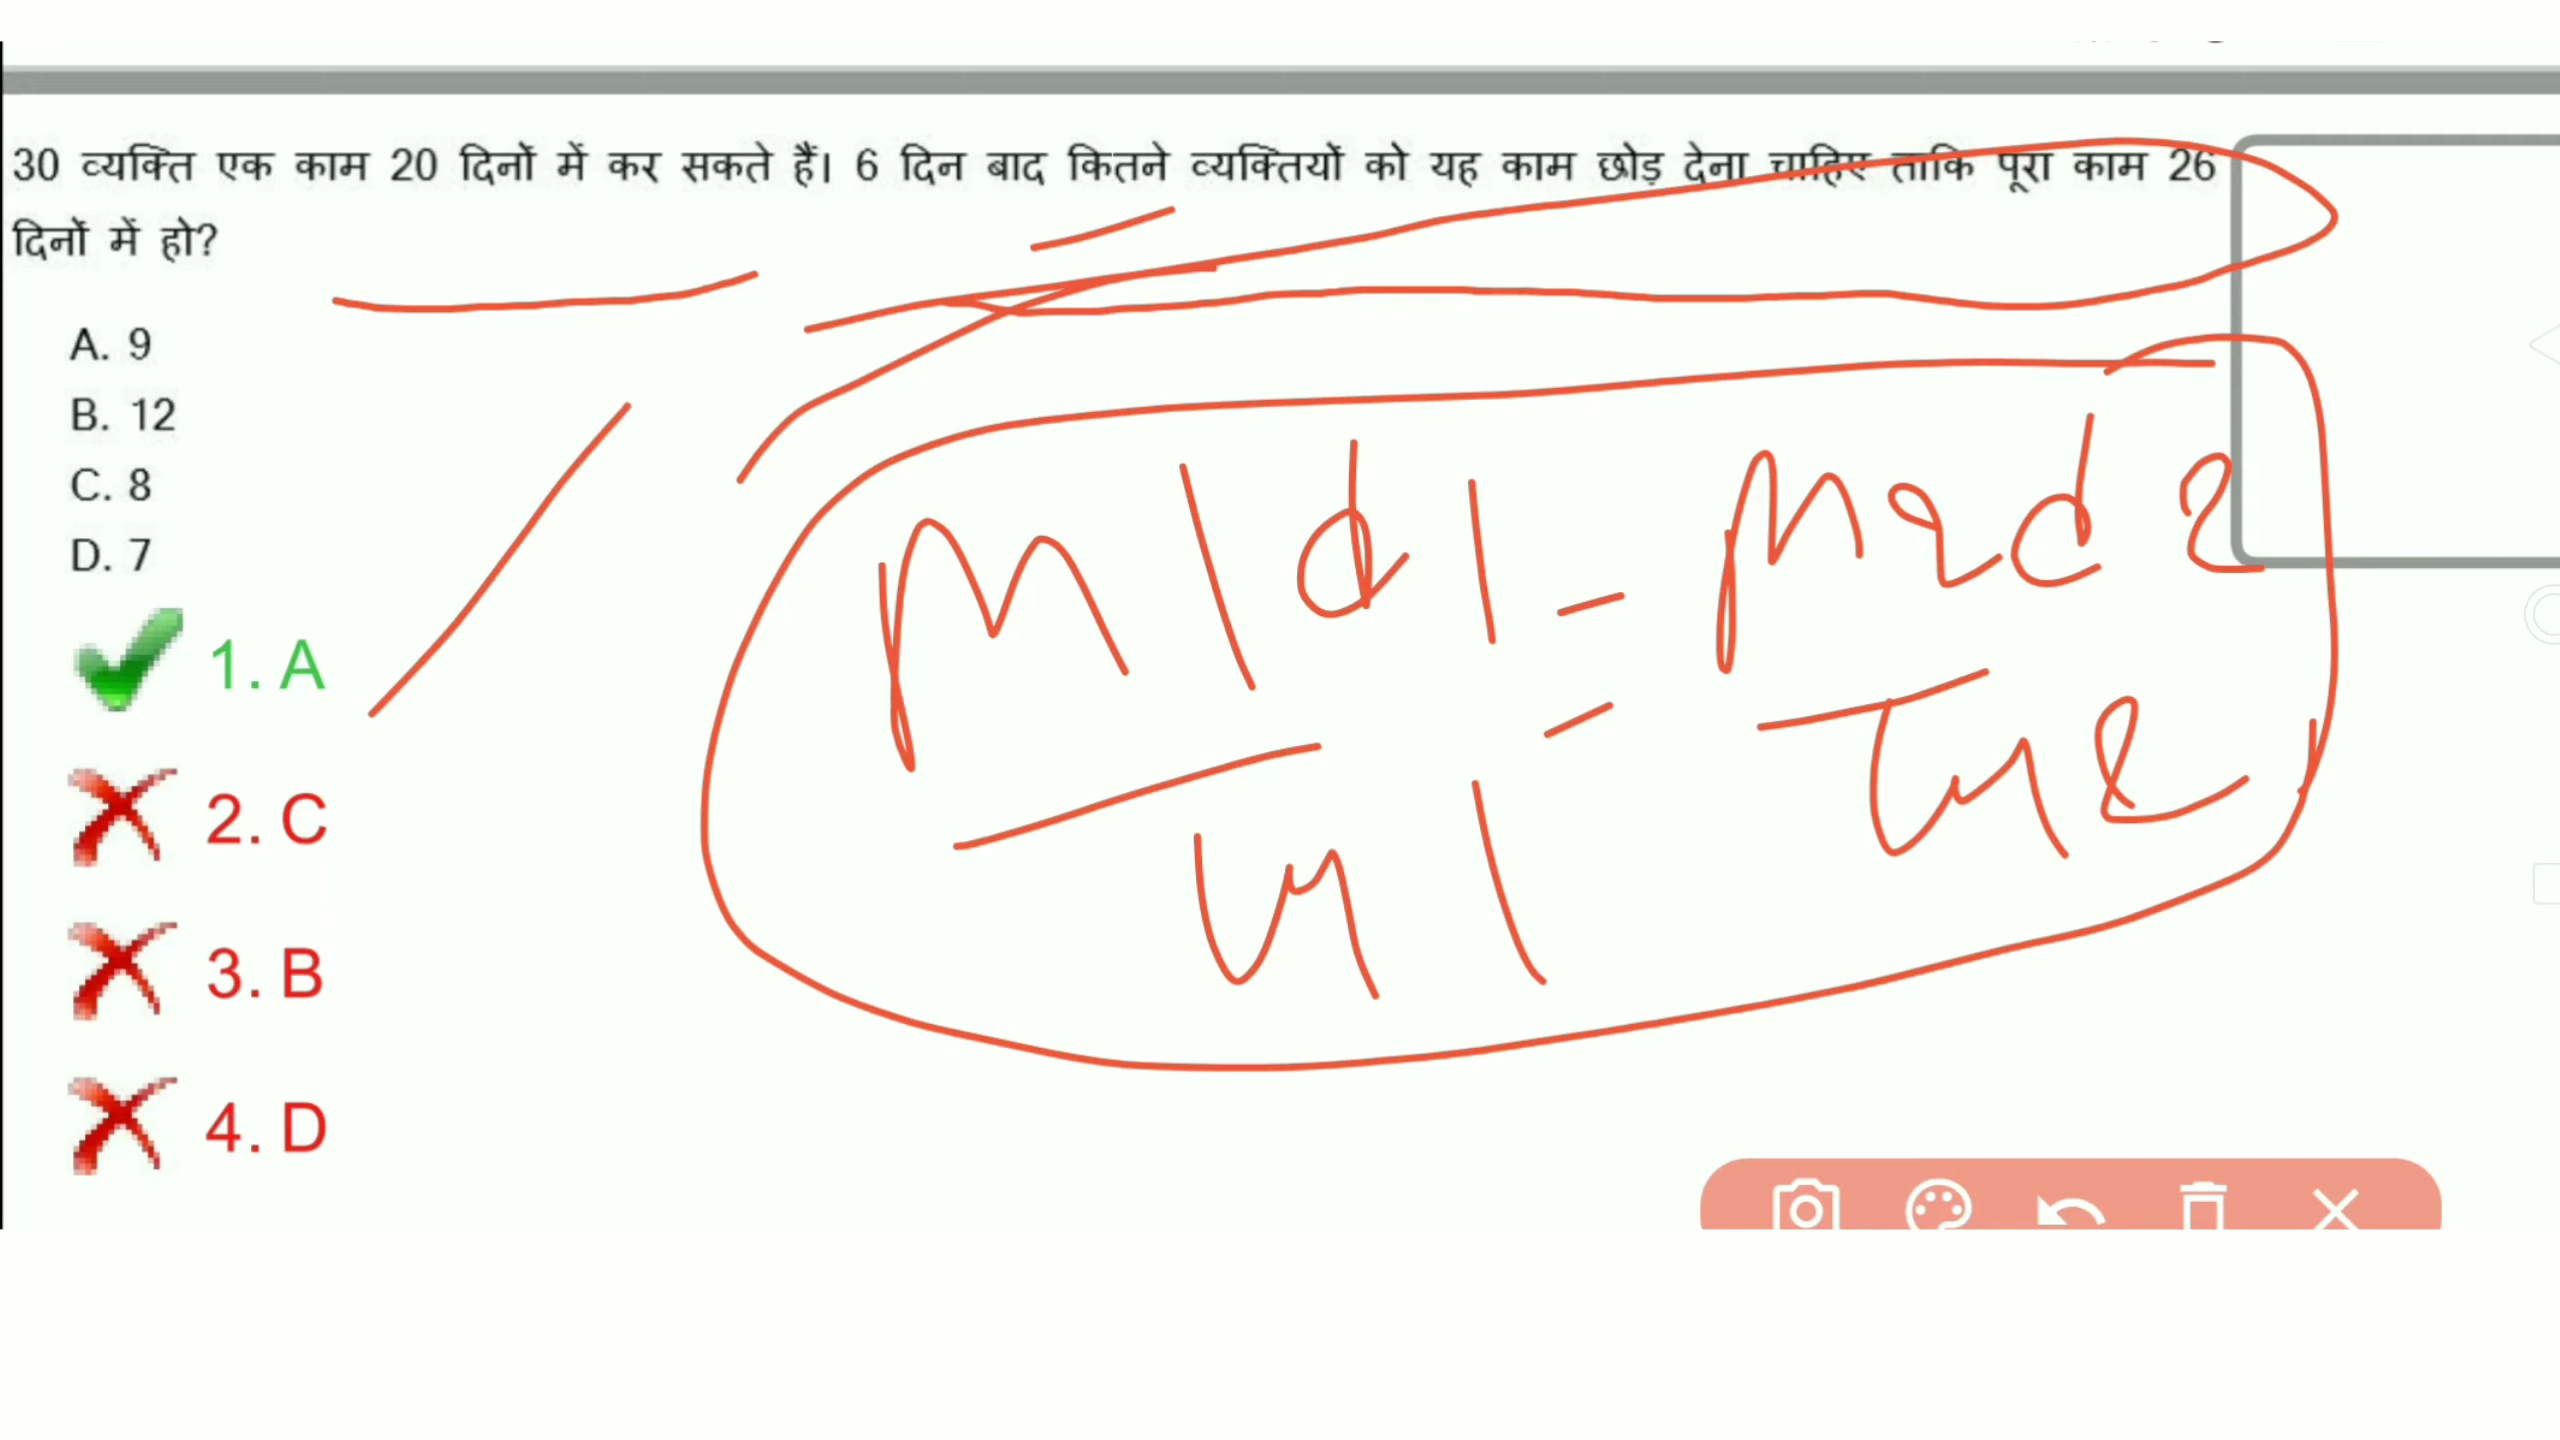 30 व्यक्ति एक काम 20 दिनों में कर सकते हैं। 6 दिन बाद कितने व्यक्तियों को यह काम छोड़ देना चाहिए ताकि पूरा काम 26
दिनों में हो?
A. 9
B. 12
C. 8
D. 7
M1d1 = M2d2
W1 = W2
1. A
2. C
3. B
4. D